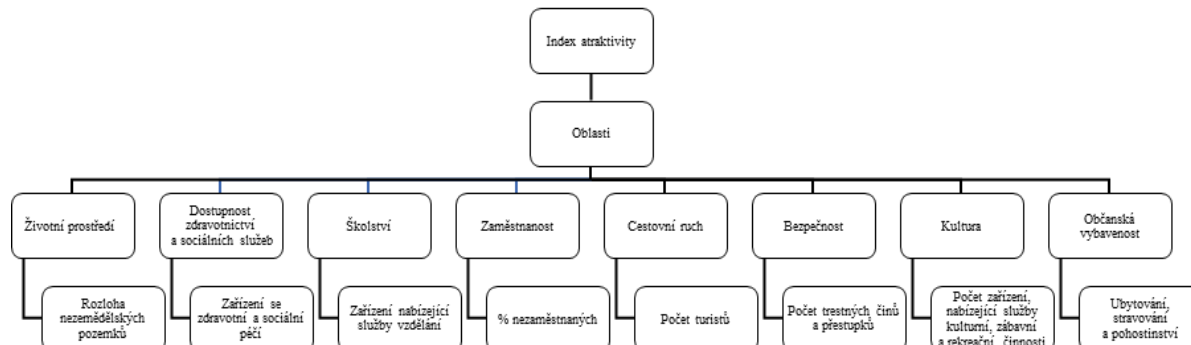 Index atraktivity
Oblasti
Životní prostředí
Dostupnost
zdravotnictví
a sociálních služeb
Školství
Zaměstnanost
Cestovní ruch
Bezpečnost
Kultura
Občanská
vybavenost
Rozloha
nezemědělských
pozemků
Zařízení se
zdravotní a sociální
péčí
Zařízení nabízející
služby vzdělání
% nezaměstnaných
Počet turistů
Počet trestných činů
a přestupků
Počet zařízení,
nabízející služby
kulturní, zábavní
a rekreační činnosti
Ubytování,
stravování
a pohostinství